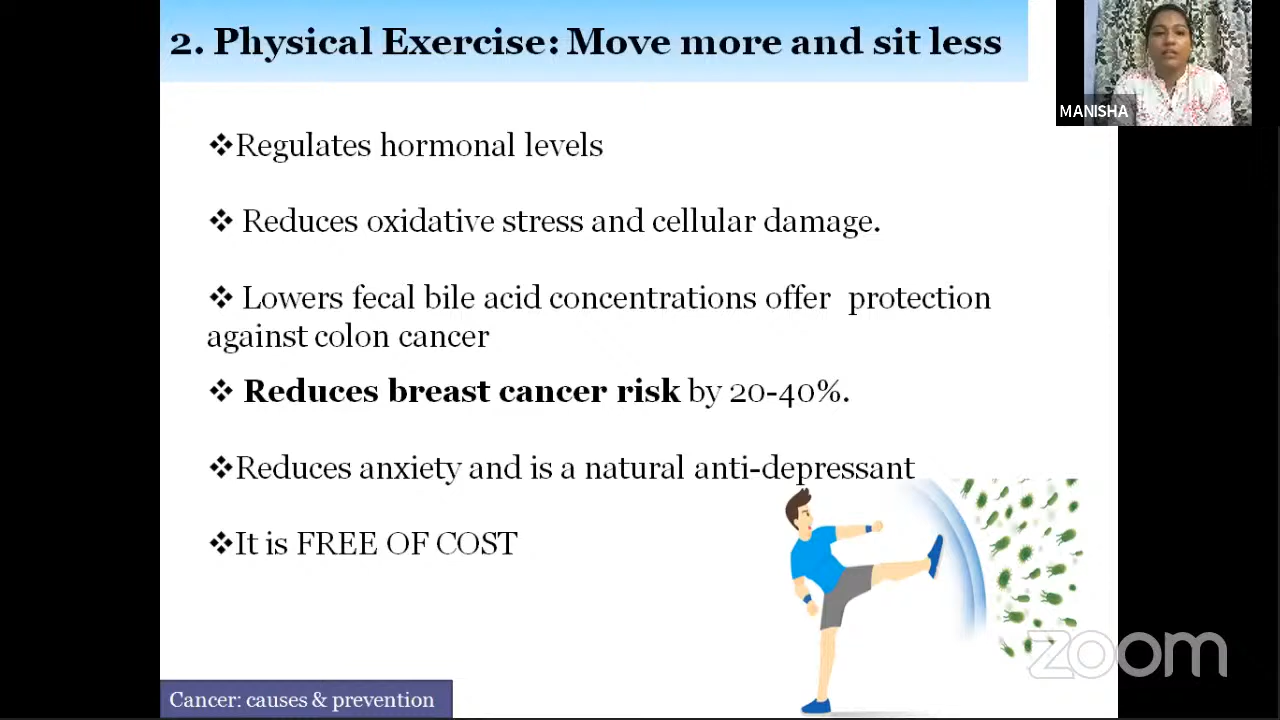 2. Physical Exercise: Move more and sit less
MANISHA
❖Regulates hormonal levels
❖ Reduces oxidative stress and cellular damage.
❖ Lowers fecal bile acid concentrations offer  protection
against colon cancer
❖ Reduces breast cancer risk by 20-40%.
❖Reduces anxiety and is a natural anti-depressant
❖It is FREE OF COST
zoom
Cancer: causes & prevention